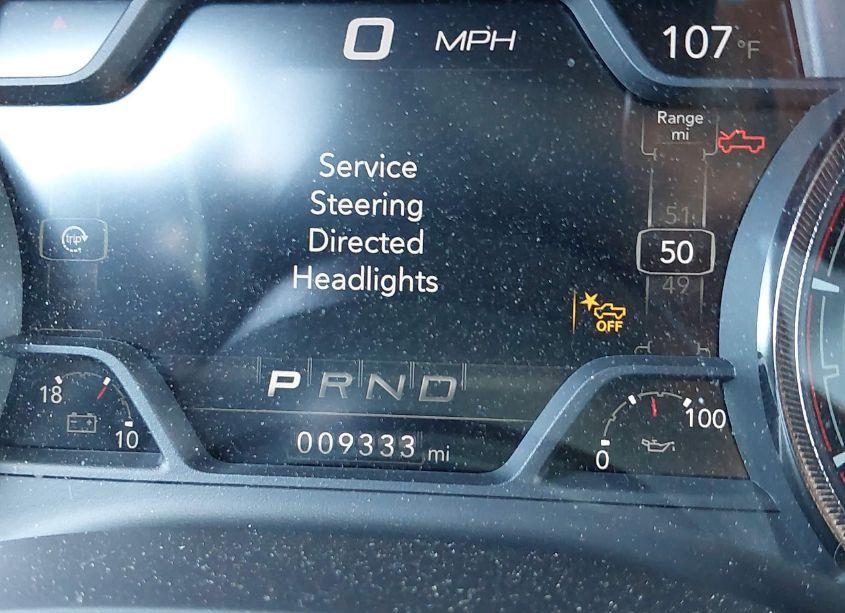 0 MPH
107°F
Range
mi
Service
Steering
Directed
Headlights
trip
51
50
49
OFF
P R N D
18
10
009333 mi
0
100